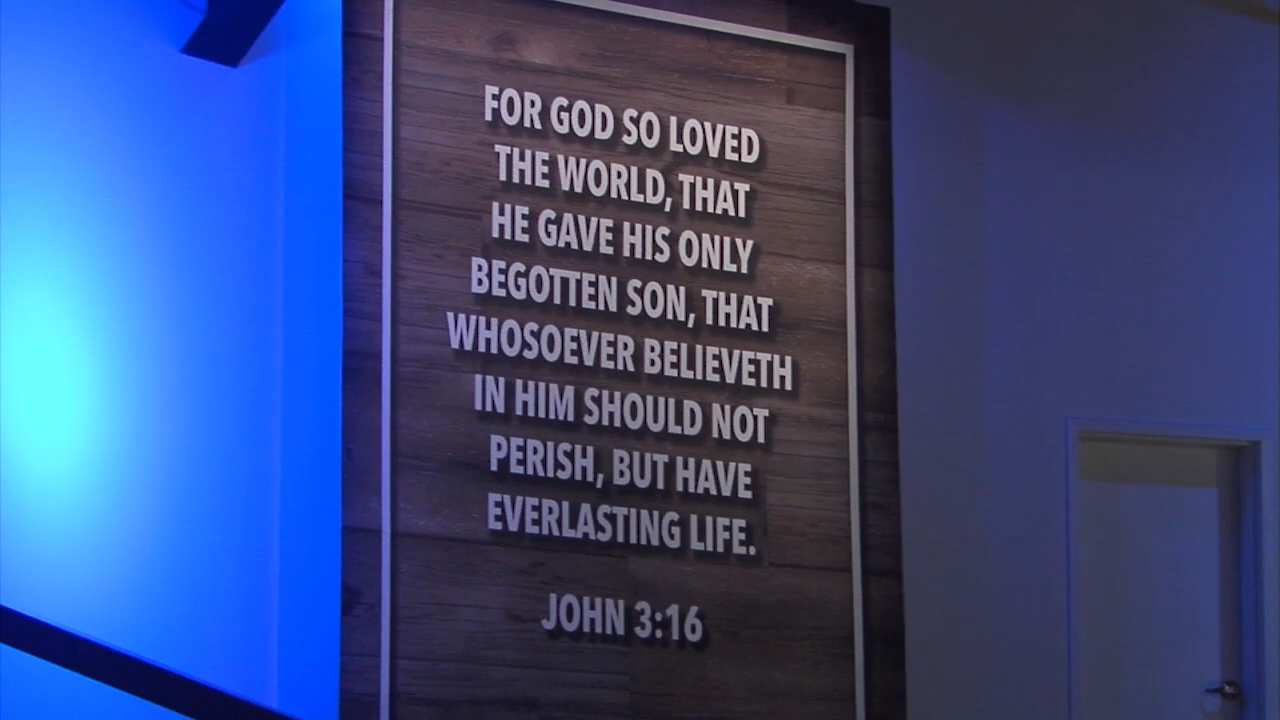 FOR GOD SO LOVED
THE WORLD, THAT
HE GAVE HIS ONLY
BEGOTTEN SON, THAT
WHOSOEVER BELIEVETH
IN HIM SHOULD NOT
PERISH, BUT HAVE
EVERLASTING LIFE.
JOHN 3:16